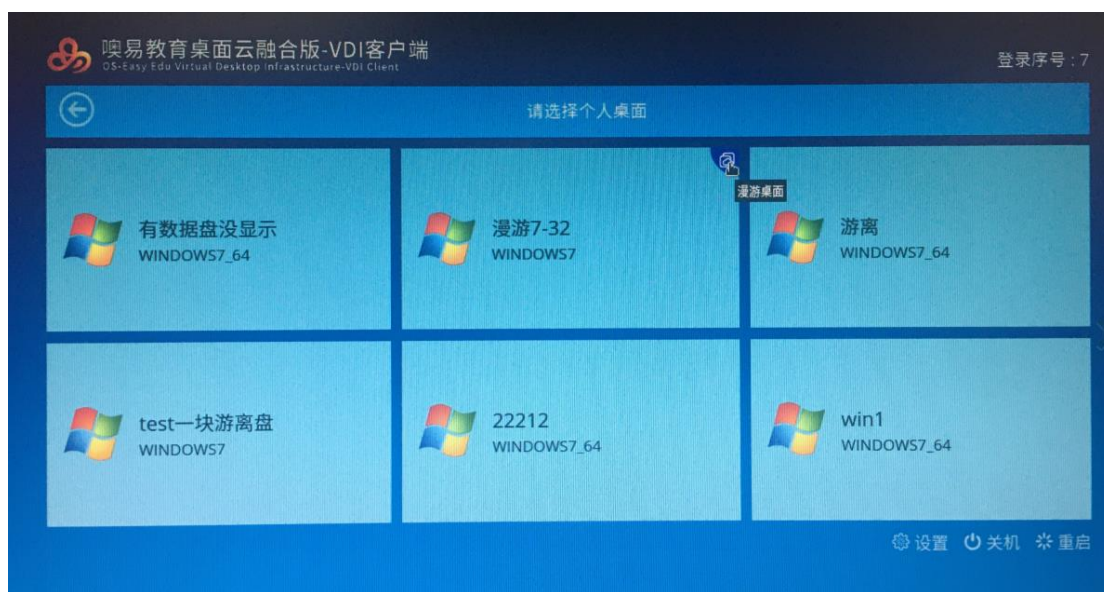 噢易教育桌面云融合版-VDI客户端
OS-Easy Edu Virtual Desktop Infrastructure-VDI Client
登录序号:7
请选择个人桌面
有数据盘没显示
WINDOWS7_64
漫游7-32
WINDOWS7
漫游桌面
游离
WINDOWS7_64
test一块游离盘
WINDOWS7
22212
WINDOWS7_64
win1
WINDOWS7_64
设置 关机 重启